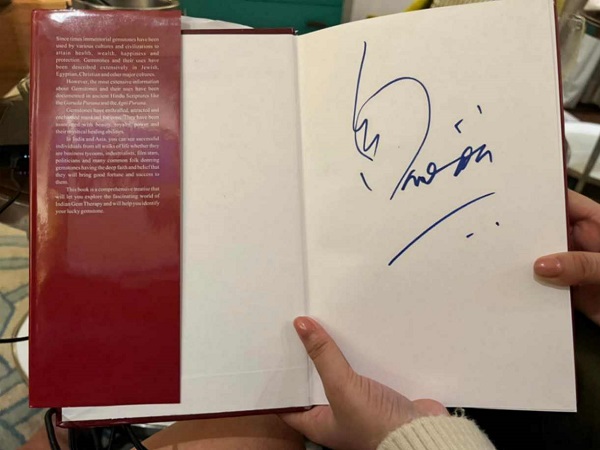 Since times immemorial gemstones have been
used by various cultures and civilizations to
attain health, wealth, happiness and
protection. Gemstones and their uses have
been described extensively in Jewish,
Egyptian, Christian and other major cultures.
However, the most extensive information
about Gemstones and their uses have been
documented in ancient Hindu Scriptures like
the Garuda Purana and the Agni Purana.
Gemstones have enthralled, attracted and
enchanted mankind for ages. They have been
associated with beauty, royalty, power and
their mystical healing abilities.
In India and Asia, you can see successful
individuals from all walks of life whether they
are business tycoons, industrialists, film stars,
politicians and many common folk donning
gemstones having the deep faith and belief that
they will bring good fortune and success to
them.
This book is a comprehensive treatise that
will let you explore the fascinating world of
Indian Gem Therapy and will help you identify
your lucky gemstone.